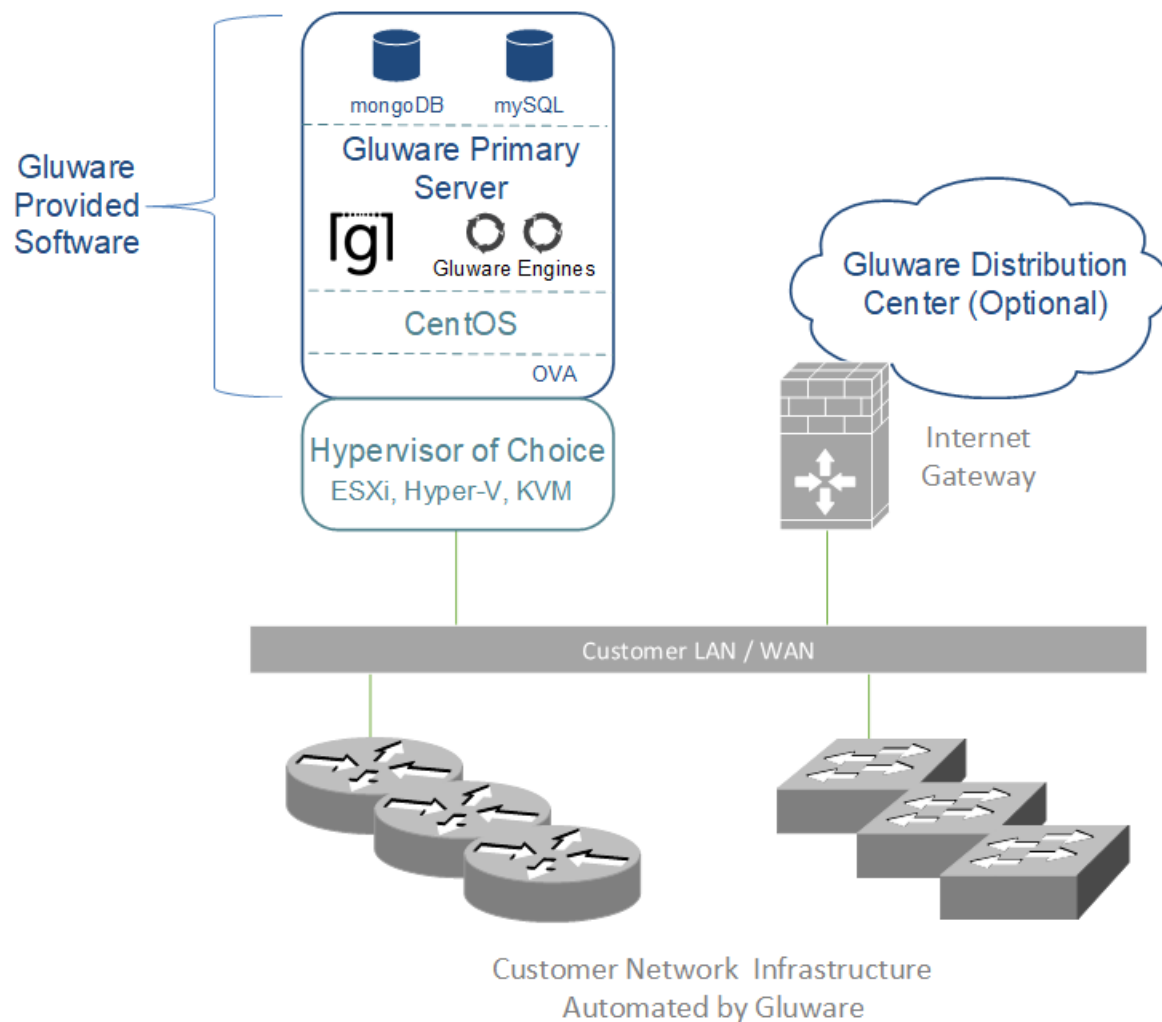 mongoDB
mySQL
Gluware Primary
Server
g
Gluware Engines
CentOS
OVA
Gluware
Provided
Software
Hypervisor of Choice
ESXi, Hyper-V, KVM
Gluware Distribution
Center (Optional)
Internet
Gateway
Customer LAN / WAN
Customer Network Infrastructure
Automated by Gluware